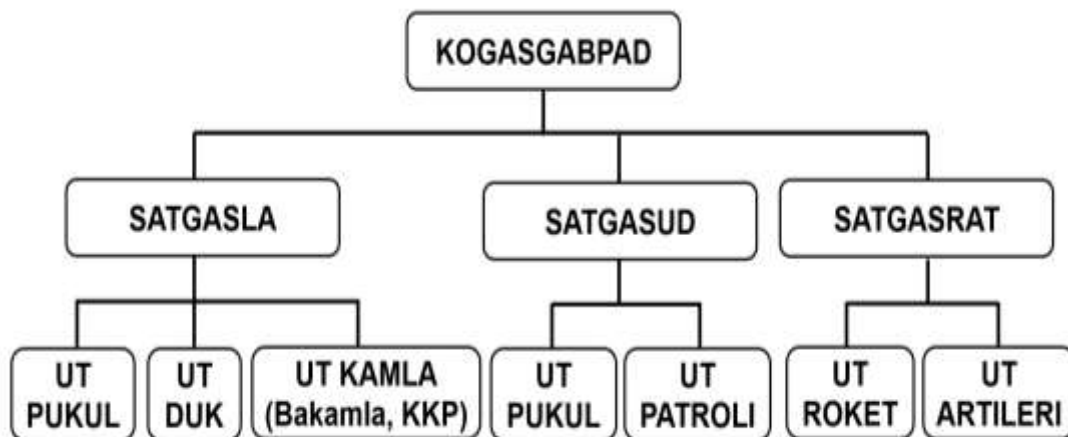 KOGASGABPAD
SATGASLA
SATGASUD
SATGASRAT
UT
PUKUL
UT
DUK
UT KAMLA
(Bakamla, KKP)
UT
PUKUL
UT
PATROLI
UT
ROKET
UT
ARTILERI